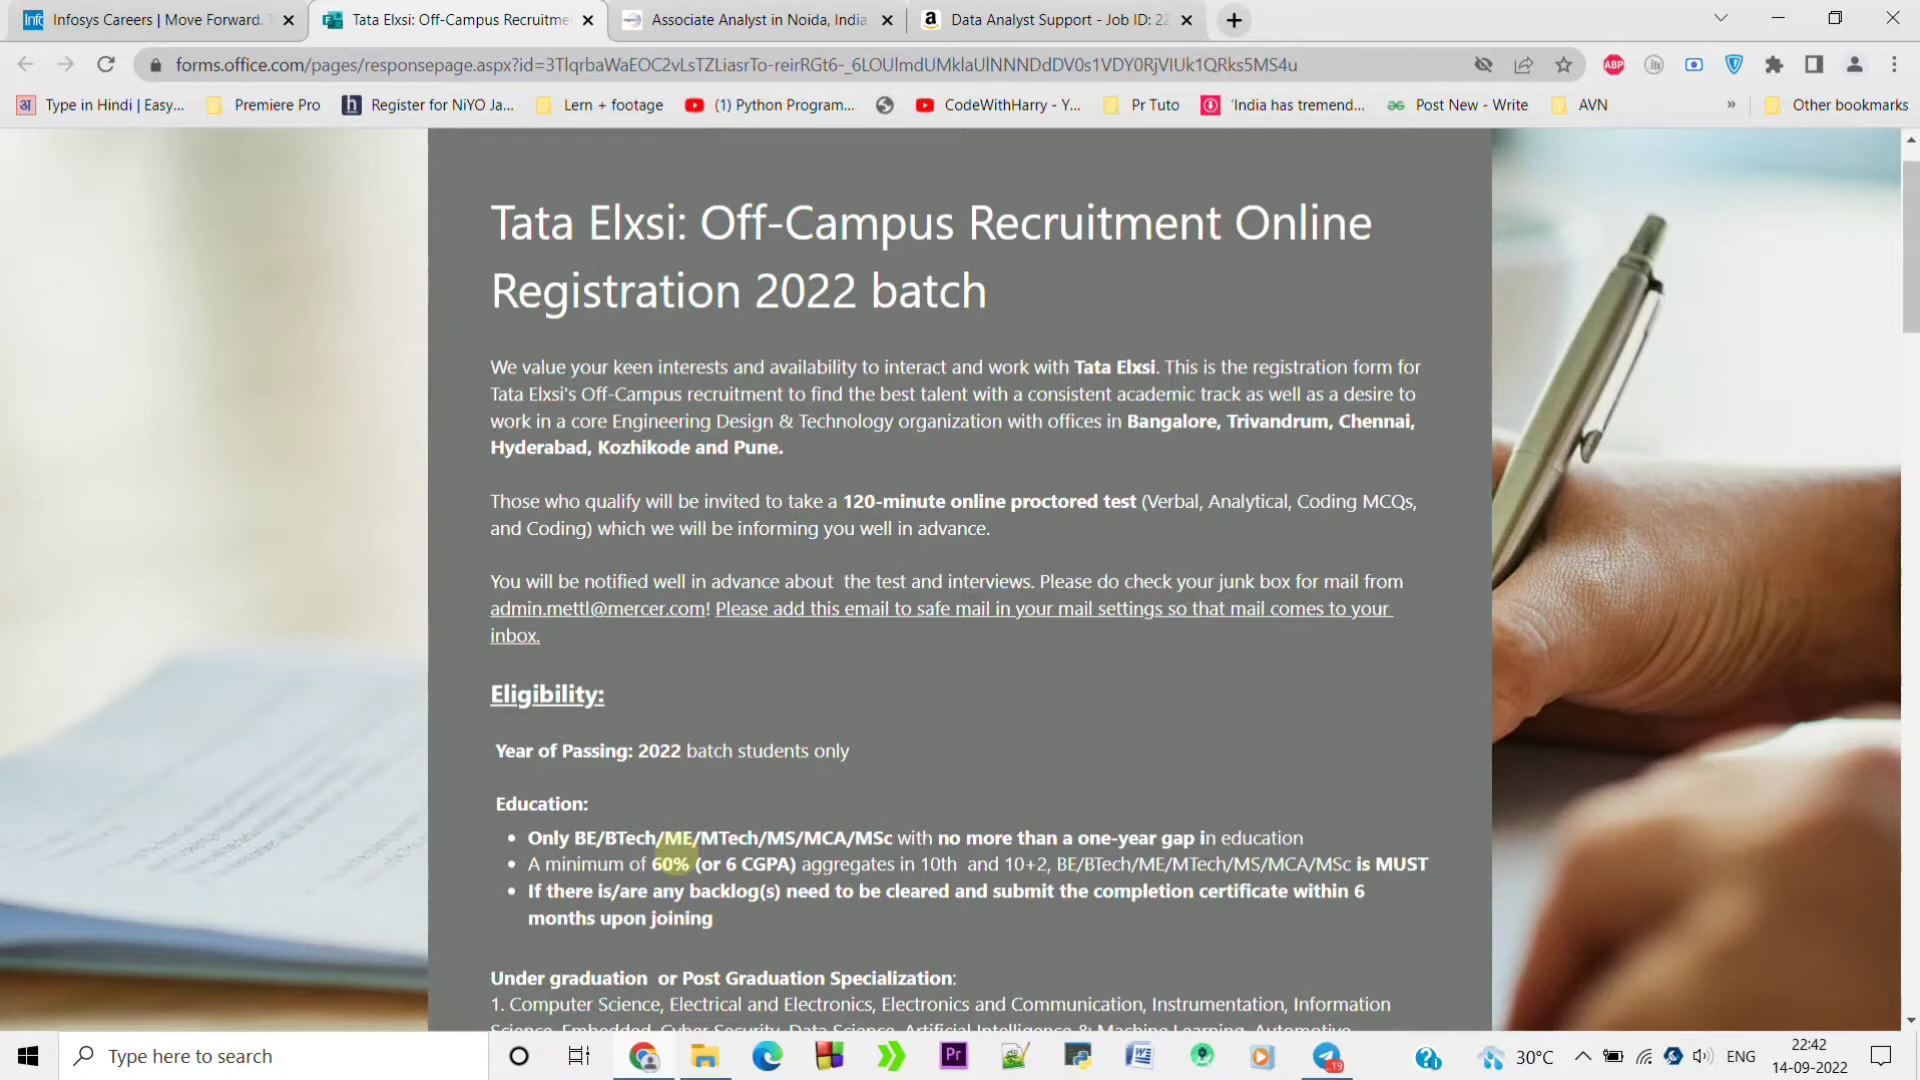 Infosys Careers | Move Forward.
Tata Elxsi: Off-Campus Recruitme
Associate Analyst in Noida, India
Data Analyst Support - Job ID: 22
forms.office.com/pages/responsepage.aspx?id=3TlqrbaWaEOC2vLsTZLiasrTo-reirRGt6-_6LOUlmdUMklaUlNNNDdDV0s1VDY0RjVIUk1QRks5MS4u
Type in Hindi | Easy...
Premiere Pro
Register for NiYO Ja...
Lern + footage
(1) Python Program...
CodeWithHarry - Y...
Pr Tuto
'India has tremend...
Post New - Write
AVN
»
Other bookmarks
Tata Elxsi: Off-Campus Recruitment Online
Registration 2022 batch
We value your keen interests and availability to interact and work with Tata Elxsi. This is the registration form for
Tata Elxsi's Off-Campus recruitment to find the best talent with a consistent academic track as well as a desire to
work in a core Engineering Design & Technology organization with offices in Bangalore, Trivandrum, Chennai,
Hyderabad, Kozhikode and Pune.
Those who qualify will be invited to take a 120-minute online proctored test (Verbal, Analytical, Coding MCQs,
and Coding) which we will be informing you well in advance.
You will be notified well in advance about  the test and interviews. Please do check your junk box for mail from
admin.mettl@mercer.com! Please add this email to safe mail in your mail settings so that mail comes to your
inbox.
Eligibility:
Year of Passing: 2022 batch students only
Education:
• Only BE/BTech/ME/MTech/MS/MCA/MSc with no more than a one-year gap in education
• A minimum of 60% (or 6 CGPA) aggregates in 10th  and 10+2, BE/BTech/ME/MTech/MS/MCA/MSc is MUST
• If there is/are any backlog(s) need to be cleared and submit the completion certificate within 6
months upon joining
Under graduation  or Post Graduation Specialization:
1. Computer Science, Electrical and Electronics, Electronics and Communication, Instrumentation, Information
Science, Embedded, Cyber Security, Data Science, Artificial Intelligence & Machine Learning, Automotive
Type here to search
30°C
ENG
22:42
14-09-2022